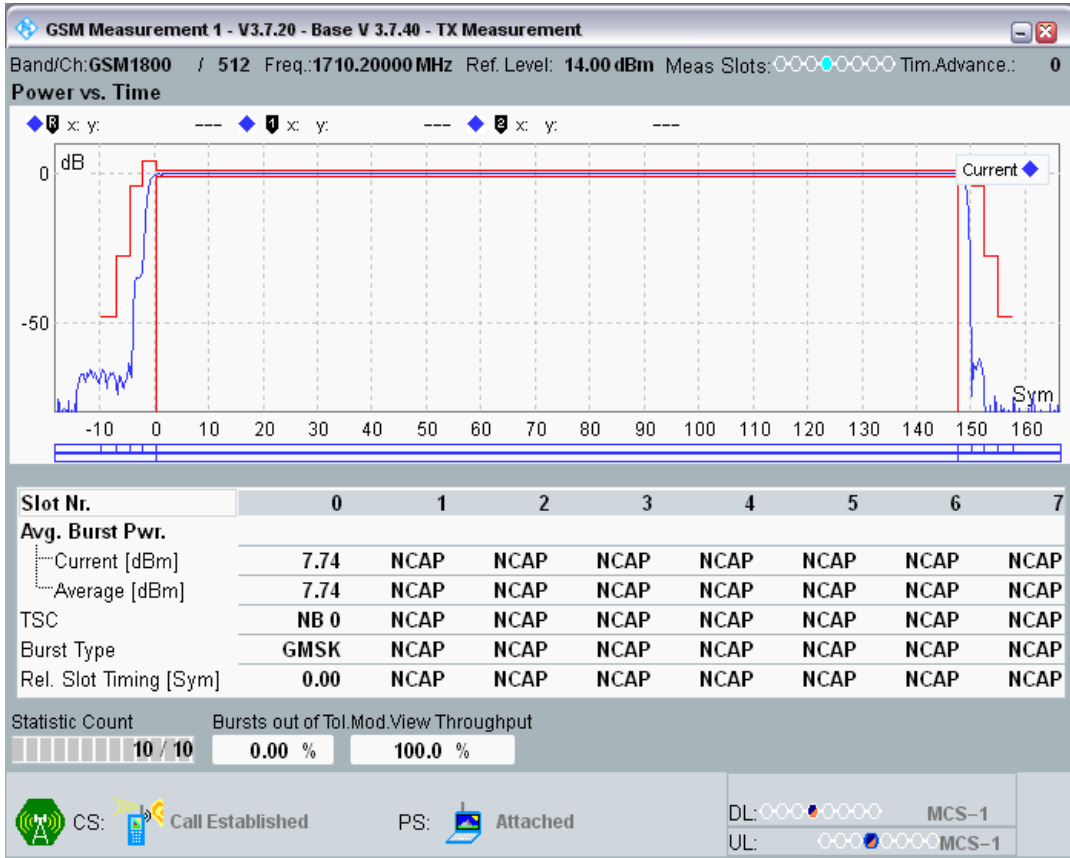 GSM Measurement 1 - V3.7.20 - Base V 3.7.40 - TX Measurement
Band/Ch:GSM1800 / 512 Freq.:1710.20000 MHz Ref. Level: 14.00 dBm Meas Slots: Tim.Advance.: 0
Power vs. Time
R x: y: --- 1 x: y: --- 2 x: y: ---
dB
Current
0
-50
Sym
-10 0 10 20 30 40 50 60 70 80 90 100 110 120 130 140 150 160
Slot Nr. 0 1 2 3 4 5 6 7
Avg. Burst Pwr.
Current [dBm] 7.74 NCAP NCAP NCAP NCAP NCAP NCAP NCAP
Average [dBm] 7.74 NCAP NCAP NCAP NCAP NCAP NCAP NCAP
TSC NB 0 NCAP NCAP NCAP NCAP NCAP NCAP NCAP
Burst Type GMSK NCAP NCAP NCAP NCAP NCAP NCAP NCAP
Rel. Slot Timing [Sym] 0.00 NCAP NCAP NCAP NCAP NCAP NCAP NCAP
Statistic Count Bursts out of Tol.Mod.View Throughput
10 / 10 0.00 % 100.0 %
CS: Call Established PS: Attached
DL: MCS-1
UL: MCS-1